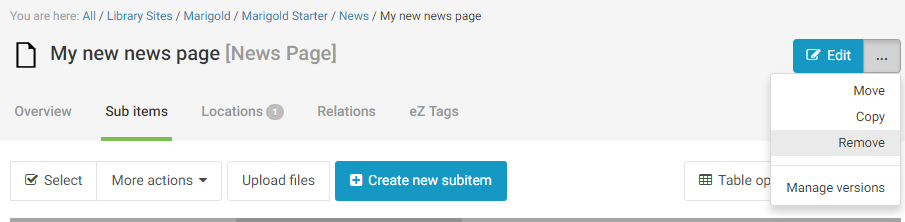 You are here: All / Library Sites / Marigold / Marigold Starter / News / My new news page
My new news page [News Page]
Edit
...
Move
Copy
Remove
Manage versions
Overview
Sub items
Locations 1
Relations
eZ Tags
Select
More actions
Upload files
Create new subitem
Table op